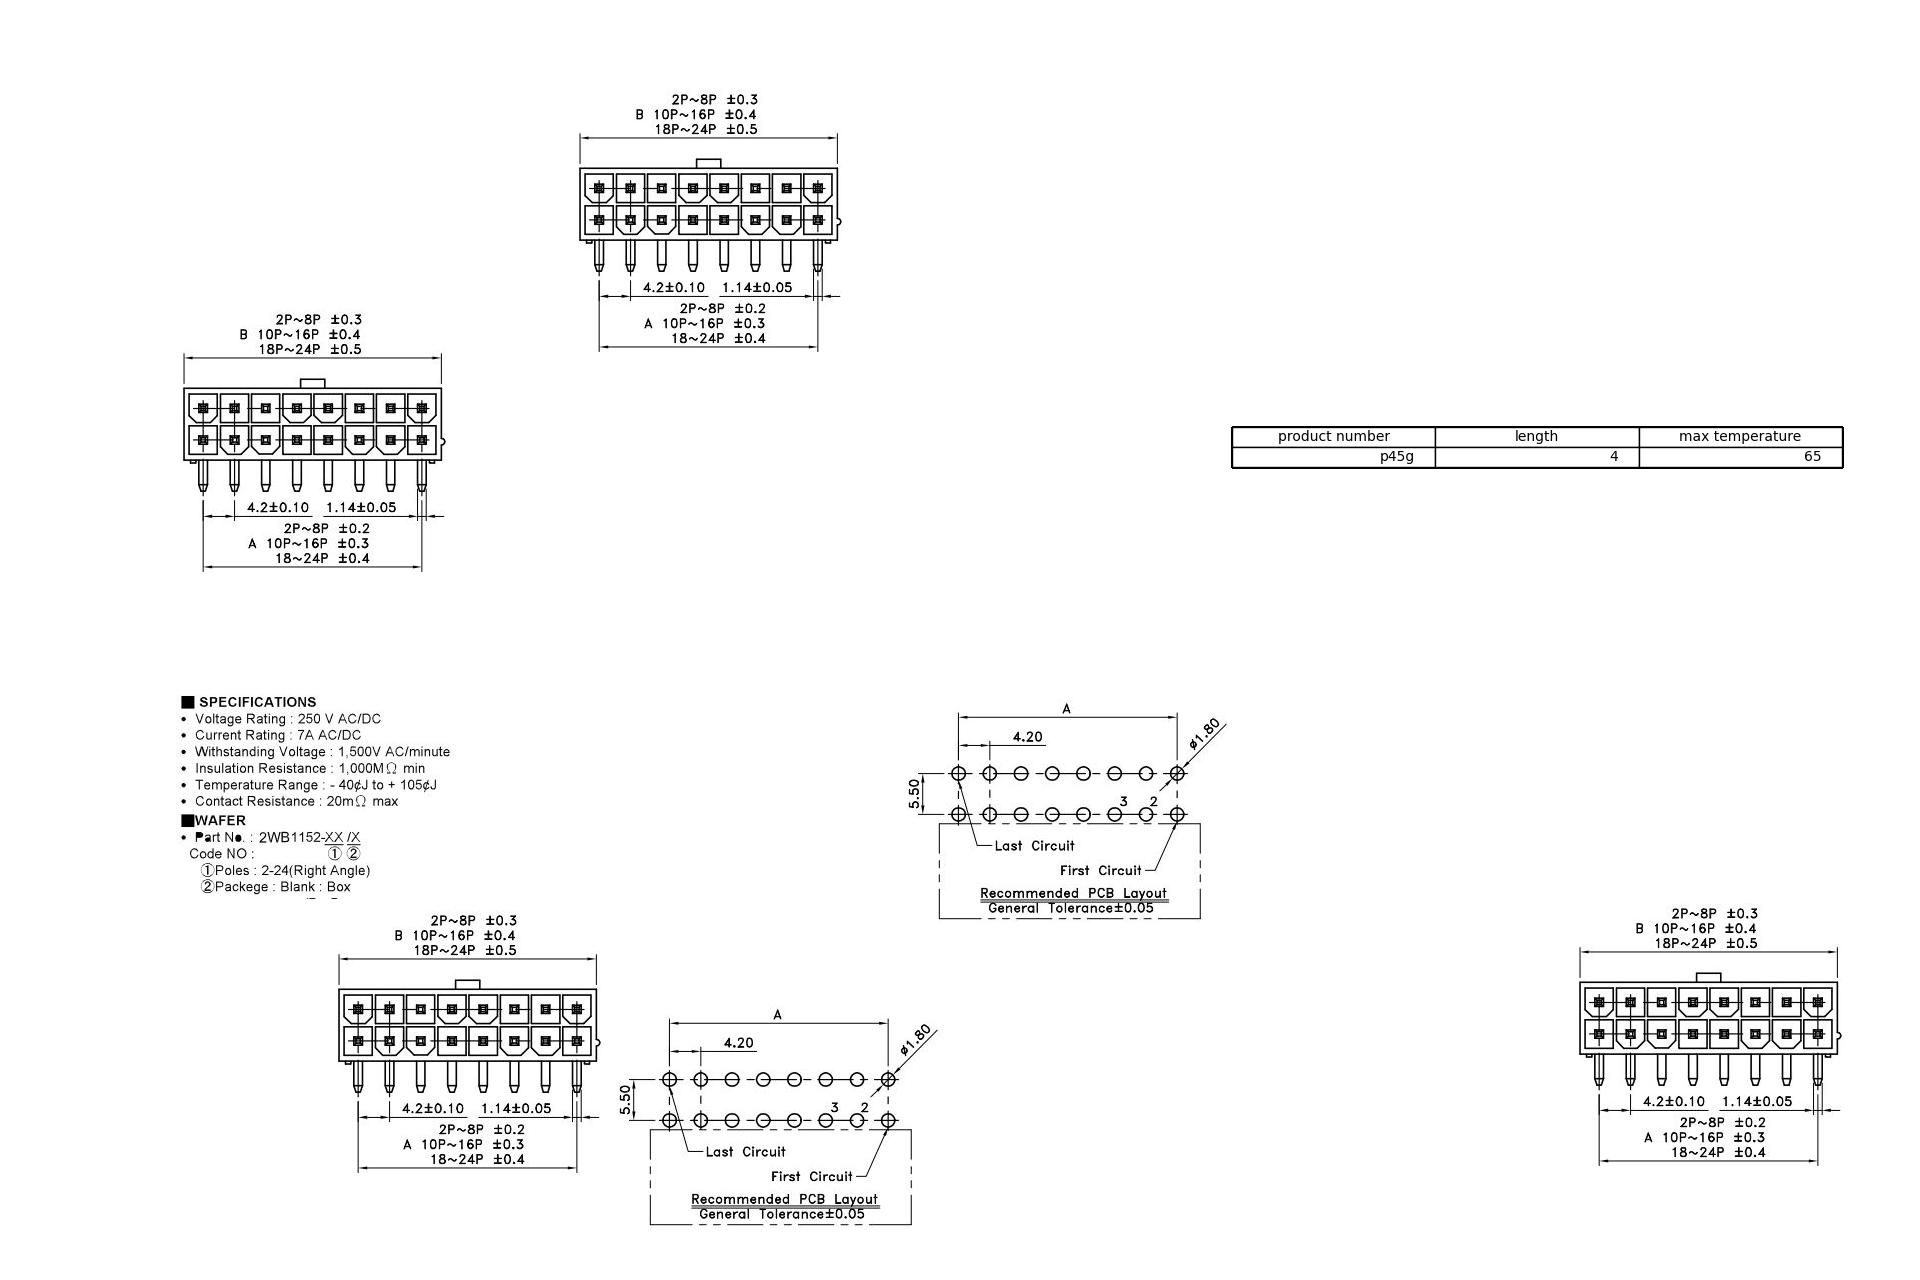 2P~8P ±0.3
B 10P~16P ±0.4
18P~24P ±0.5
4.2±0.10 1.14±0.05
2P~8P ±0.2
A 10P~16P ±0.3
18~24P ±0.4
2P~8P ±0.3
B 10P~16P ±0.4
18P~24P ±0.5
4.2±0.10 1.14±0.05
2P~8P ±0.2
A 10P~16P ±0.3
18~24P ±0.4
product number length max temperature
p45g 4 65
■ SPECIFICATIONS
• Voltage Rating : 250 V AC/DC
• Current Rating : 7A AC/DC
• Withstanding Voltage : 1,500V AC/minute
• Insulation Resistance : 1,000MΩ min
• Temperature Range : - 40¢J to + 105¢J
• Contact Resistance : 20mΩ max
■WAFER
• Part No. : 2WB1152-XX /X
Code NO : ① ②
①Poles : 2-24(Right Angle)
②Packege : Blank : Box
A
4.20
ø1.80
5.50
3 2
Last Circuit
First Circuit
Recommended PCB Layout
General Tolerance±0.05
2P~8P ±0.3
B 10P~16P ±0.4
18P~24P ±0.5
4.2±0.10 1.14±0.05
2P~8P ±0.2
A 10P~16P ±0.3
18~24P ±0.4
A
4.20
ø1.80
5.50
3 2
Last Circuit
First Circuit
Recommended PCB Layout
General Tolerance±0.05
2P~8P ±0.3
B 10P~16P ±0.4
18P~24P ±0.5
4.2±0.10 1.14±0.05
2P~8P ±0.2
A 10P~16P ±0.3
18~24P ±0.4